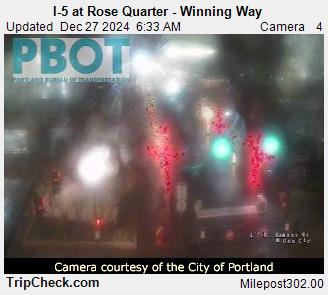 I-5 at Rose Quarter - Winning Way
Updated Dec 27 2024 6:33 AM Camera 4
PBOT
PORTLAND BUREAU OF TRANSPORTATION
Camera courtesy of the City of Portland
TripCheck.com Milepost302.00